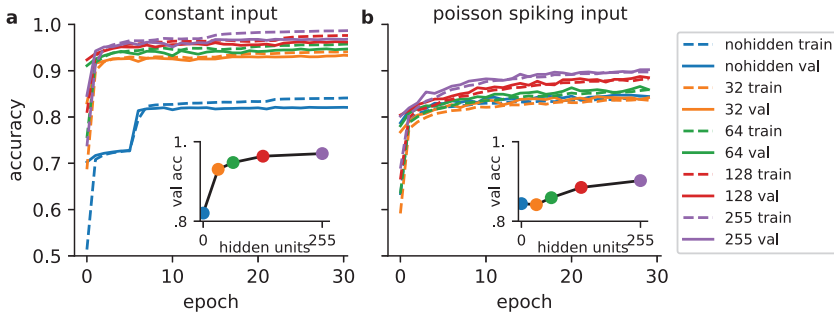 a constant input
accuracy
1.0
0.9
0.8
0.7
0.6
0.5
0 10 20 30
epoch
val acc
1.
.8
0 255
hidden units
b poisson spiking input
0 10 20 30
epoch
val acc
1.
.8
0 255
hidden units
nohidden train
nohidden val
32 train
32 val
64 train
64 val
128 train
128 val
255 train
255 val